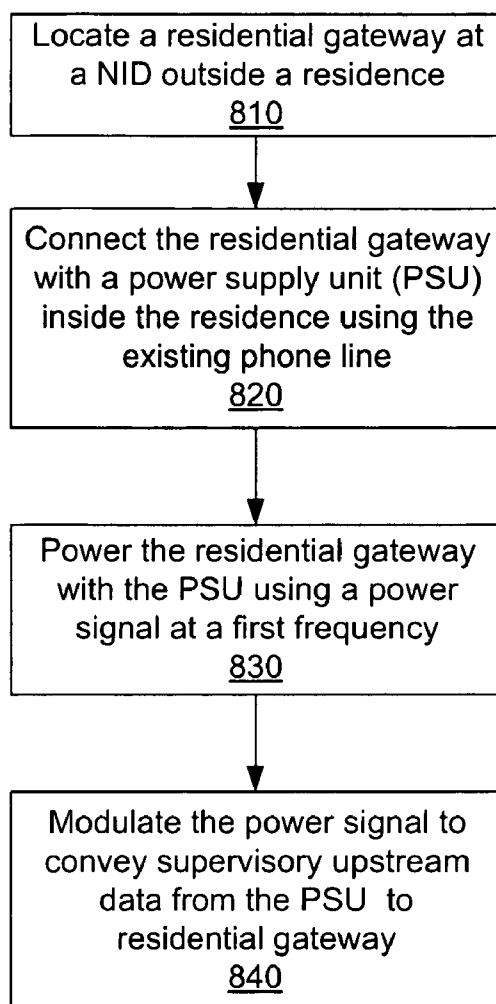 Locate a residential gateway at
a NID outside a residence
810
Connect the residential gateway
with a power supply unit (PSU)
inside the residence using the
existing phone line
820
Power the residential gateway
with the PSU using a power
signal at a first frequency
830
Modulate the power signal to
convey supervisory upstream
data from the PSU to
residential gateway
840